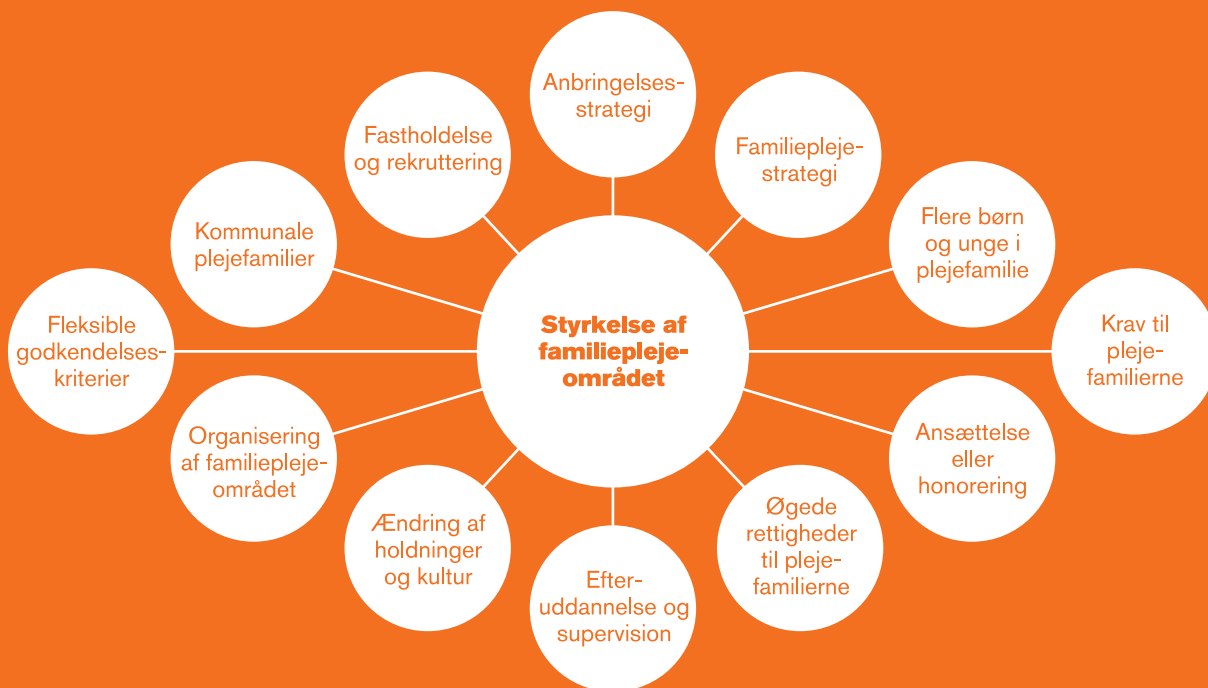 Anbringelses-
strategi
Familiepleje-
strategi
Flere børn
og unge i
plejefamilie
Krav til
pleje-
familierne
Ansættelse
eller
honorering
Øgede
rettigheder
til pleje-
familierne
Efter-
uddannelse og
supervision
Ændring af
holdninger
og kultur
Organisering
af familiepleje-
området
Fleksible
godkendelses-
kriterier
Kommunale
plejefamilier
Fastholdelse
og rekruttering
Styrkelse af
familiepleje-
området